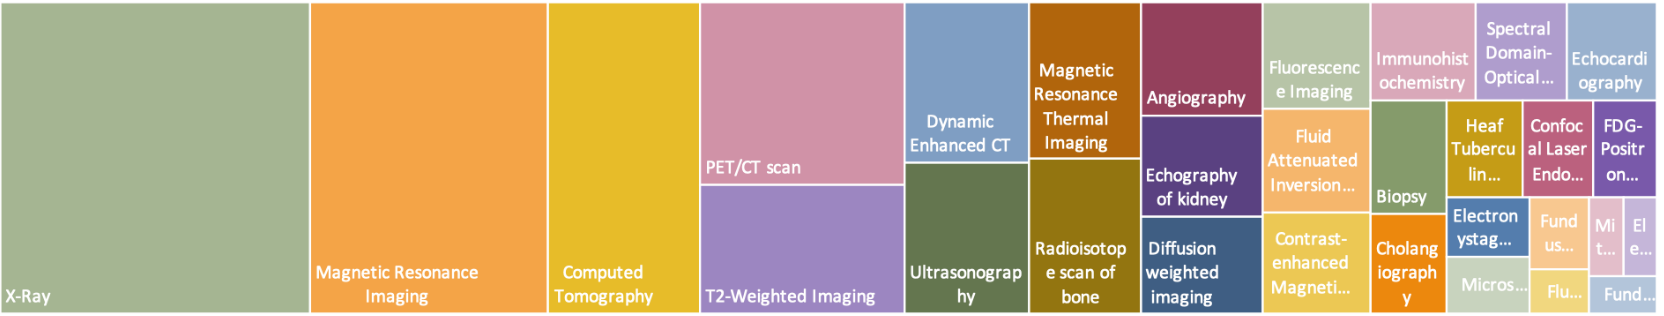 X-Ray
Magnetic Resonance
Imaging
Computed
Tomography
PET/CT scan
T2-Weighted Imaging
Dynamic
Enhanced CT
Ultrasonograp
hy
Magnetic
Resonance
Thermal
Imaging
Radioisotop
e scan of
bone
Angiography
Echography
of kidney
Diffusion
weighted
imaging
Fluorescenc
e Imaging
Fluid
Attenuated
Inversion...
Contrast-
enhanced
Magneti...
Immunohist
ochemistry
Spectral
Domain-
Optical...
Echocardi
ography
Biopsy
Cholang
iograph
y
Heaf
Tubercu
lin...
Confoc
al Laser
Endo...
FDG-
Positr
on...
Electron
ystag...
Micros...
Fund
us...
Flu...
Mi
t...
El
e...
Fund...